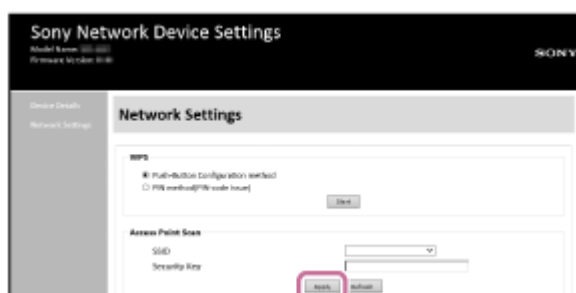 Sony Network Device Settings
Model Name:
Firmware Version:
SONY
Device Details
Network Settings
Network Settings
WPS
Push-Button Configuration method
PIN method(PIN-code issue)
Start
Access Point Scan
SSID
Security Key
Apply
Refresh